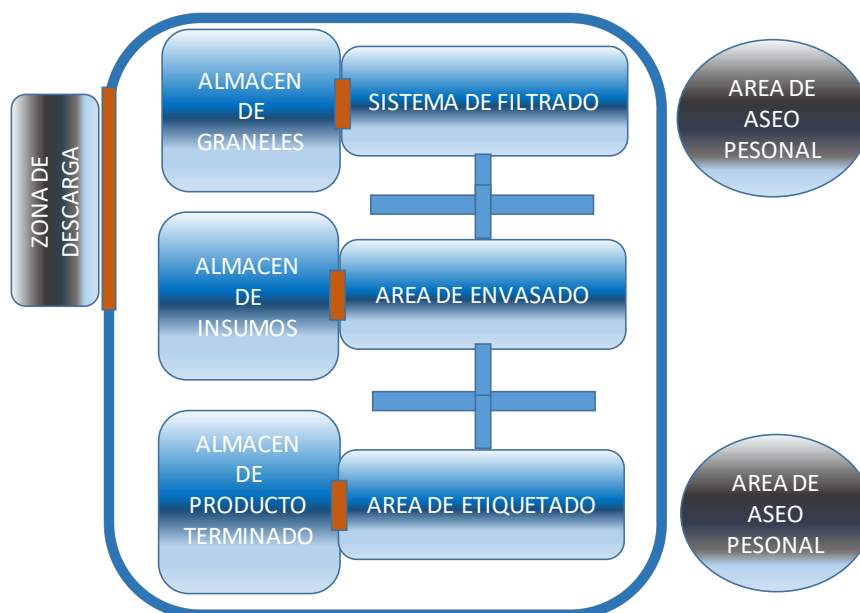 ZONA DE
DESCARGA
ALMACEN
DE
GRANELES
SISTEMA DE FILTRADO
AREA DE
ASEO
PESONAL
ALMACEN
DE
INSUMOS
AREA DE ENVASADO
ALMACEN
DE
PRODUCTO
TERMINADO
AREA DE ETIQUETADO
AREA DE
ASEO
PESONAL